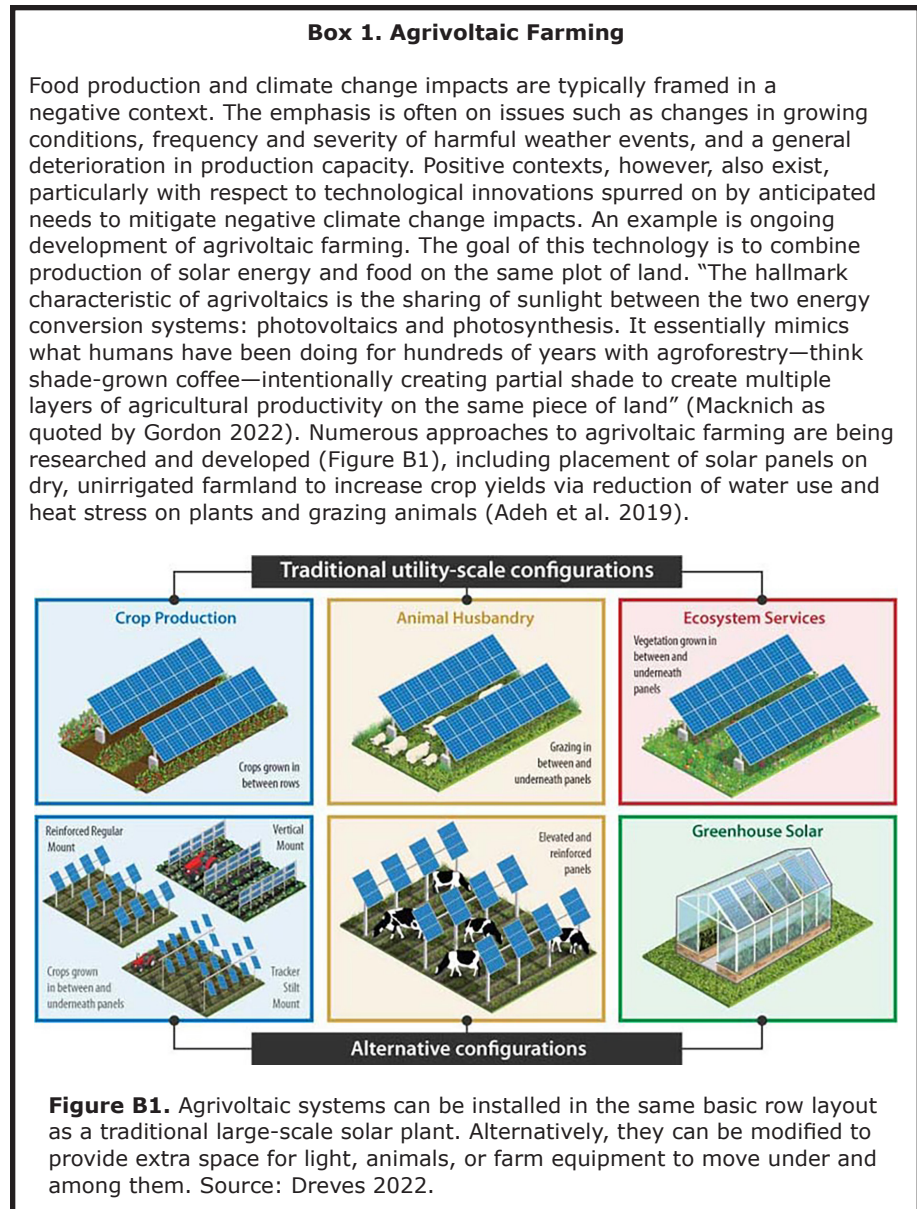 Box 1. Agrivoltaic Farming
Food production and climate change impacts are typically framed in a
negative context. The emphasis is often on issues such as changes in growing
conditions, frequency and severity of harmful weather events, and a general
deterioration in production capacity. Positive contexts, however, also exist,
particularly with respect to technological innovations spurred on by anticipated
needs to mitigate negative climate change impacts. An example is ongoing
development of agrivoltaic farming. The goal of this technology is to combine
production of solar energy and food on the same plot of land. “The hallmark
characteristic of agrivoltaics is the sharing of sunlight between the two energy
conversion systems: photovoltaics and photosynthesis. It essentially mimics
what humans have been doing for hundreds of years with agroforestry—think
shade-grown coffee—intentionally creating partial shade to create multiple
layers of agricultural productivity on the same piece of land” (Macknich as
quoted by Gordon 2022). Numerous approaches to agrivoltaic farming are being
researched and developed (Figure B1), including placement of solar panels on
dry, unirrigated farmland to increase crop yields via reduction of water use and
heat stress on plants and grazing animals (Adeh et al. 2019).
Traditional utility-scale configurations
Crop Production
Crops grown in
between rows
Animal Husbandry
Grazing in
between and
underneath panels
Ecosystem Services
Vegetation grown in
between and
underneath
panels
Reinforced Regular
Mount
Vertical
Mount
Crops grown
in between and
underneath panels
Tracker
Stilt
Mount
Elevated and
reinforced
panels
Greenhouse Solar
Alternative configurations
Figure B1. Agrivoltaic systems can be installed in the same basic row layout
as a traditional large-scale solar plant. Alternatively, they can be modified to
provide extra space for light, animals, or farm equipment to move under and
among them. Source: Dreves 2022.